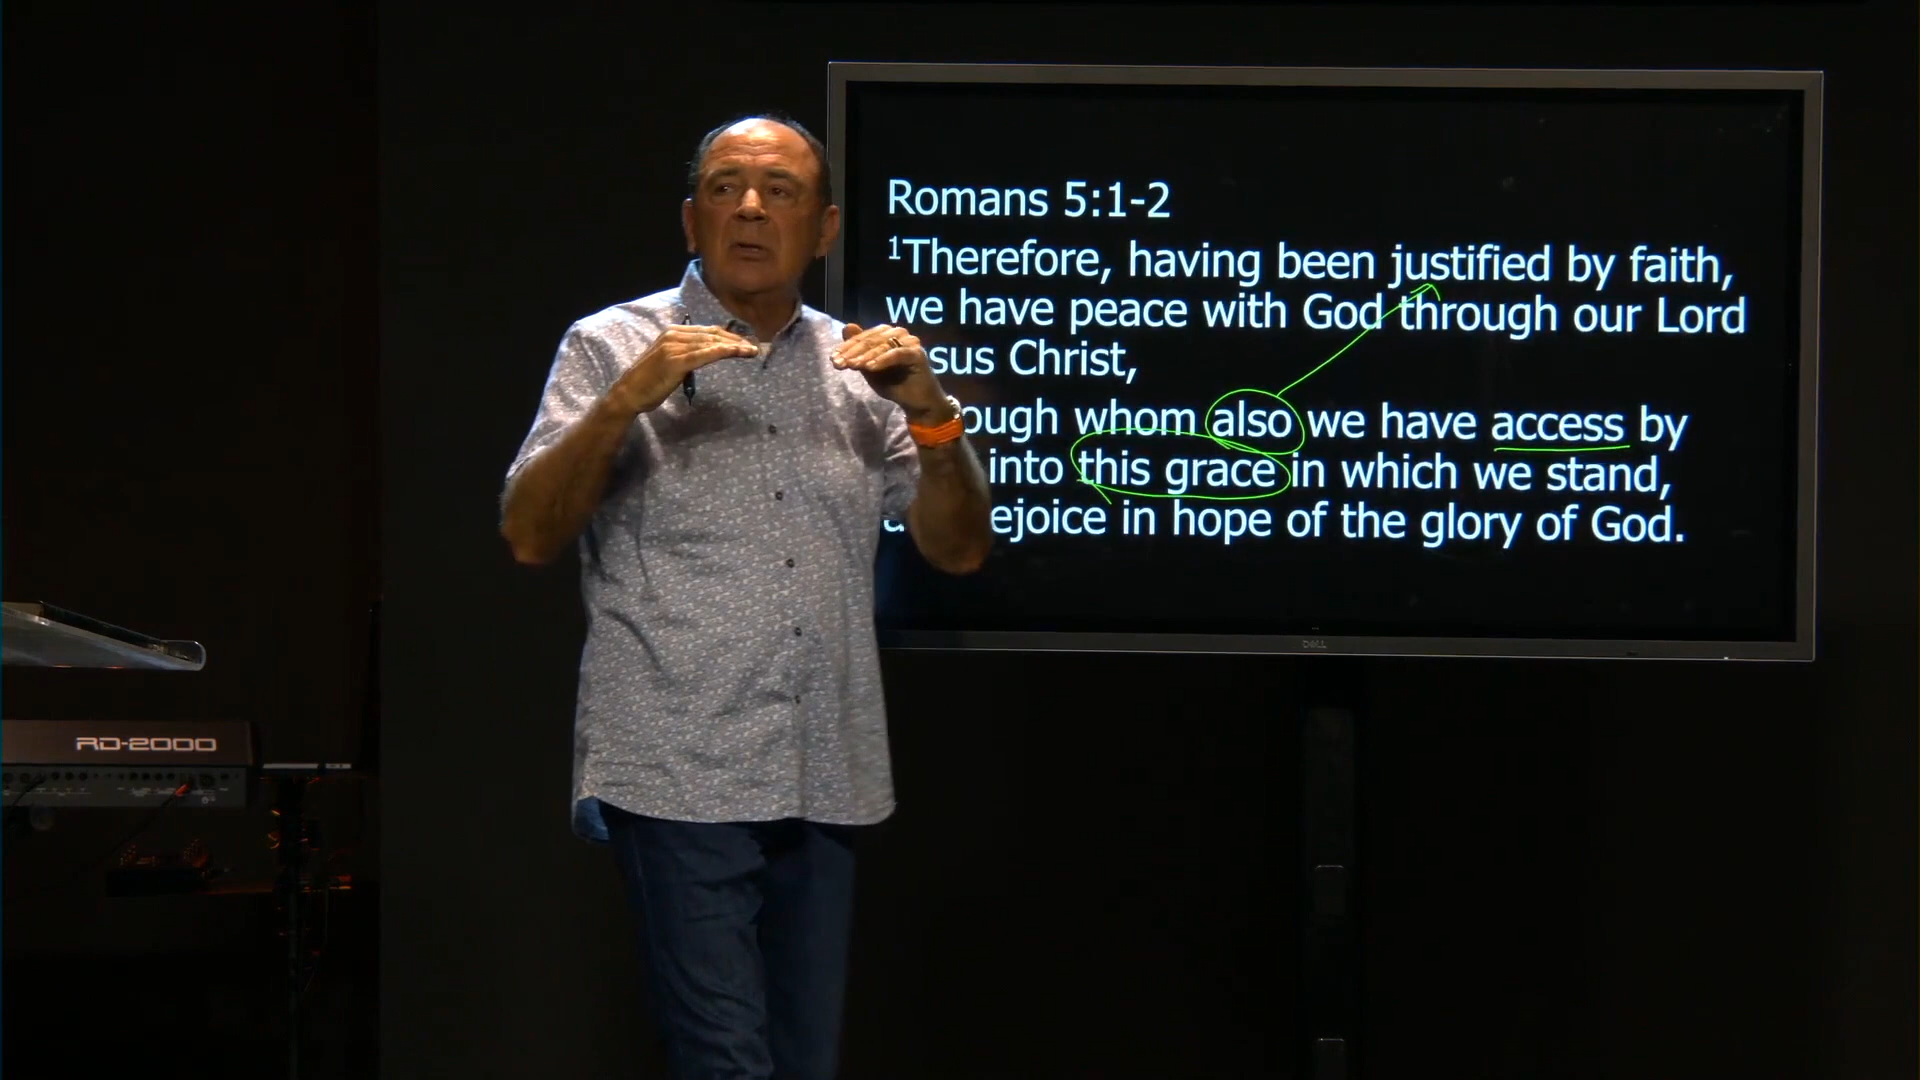 Romans 5:1-2
¹Therefore, having been justified by faith,
we have peace with God through our Lord
sus Christ,
ough whom also we have access by
into this grace in which we stand,
ejoice in hope of the glory of God.
DELL
RD-2000